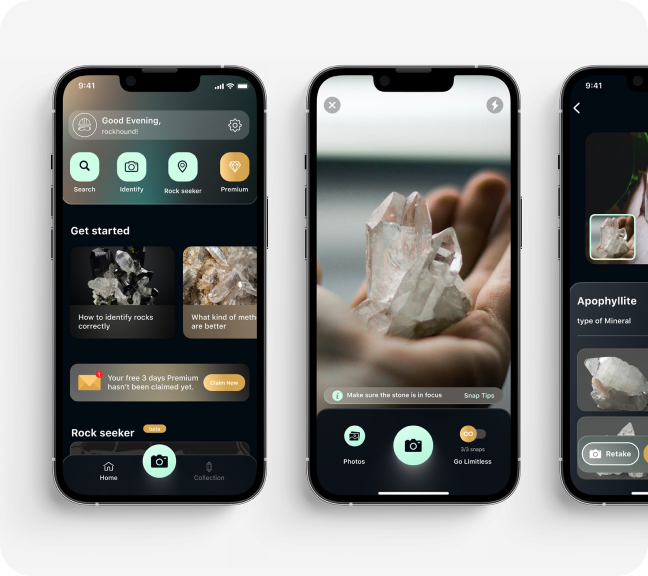 9:41
Good Evening,
rockhound!
Search
Identify
Rock seeker
Premium
Get started
How to identify rocks
correctly
What kind of meth
are better
1
Your free 3 days Premium
hasn't been claimed yet.
Claim Now
Rock seeker
beta
Home
Collection
i
Make sure the stone is in focus
Snap Tips
Photos
3/3 snaps
Go Limitless
9:41
Apophyllite
type of Mineral
Retake